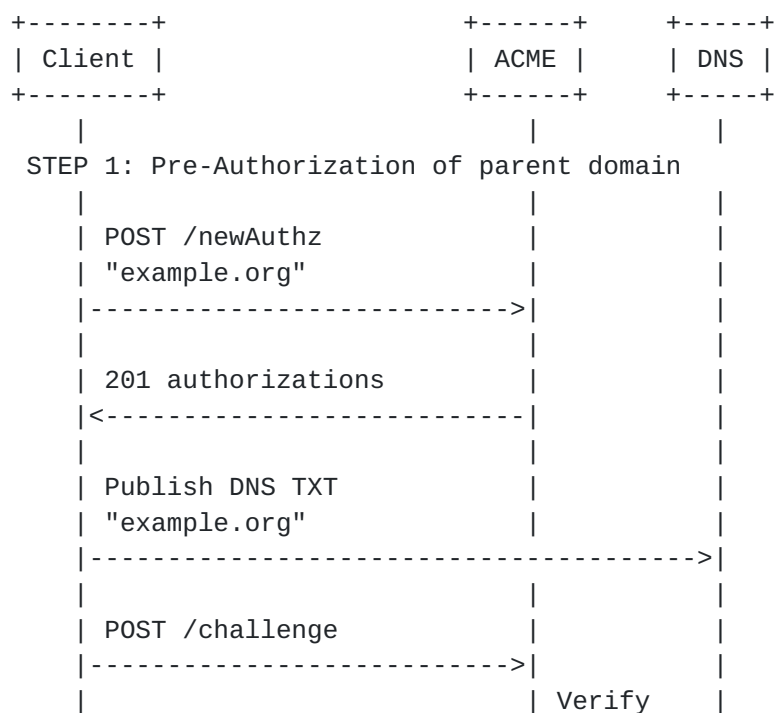 +--------+                    +------+     +-----+
| Client |                    | ACME |     | DNS |
+--------+                    +------+     +-----+
    |                             |           |
 STEP 1: Pre-Authorization of parent domain
    |                             |           |
    | POST /newAuthz              |           |
    | "example.org"               |           |
    |---------------------------->|           |
    |                             |           |
    | 201 authorizations          |           |
    |<----------------------------|           |
    |                             |           |
    | Publish DNS TXT             |           |
    | "example.org"               |           |
    |---------------------------------------->|
    |                             |           |
    | POST /challenge             |           |
    |---------------------------->|           |
    |                             | Verify    |